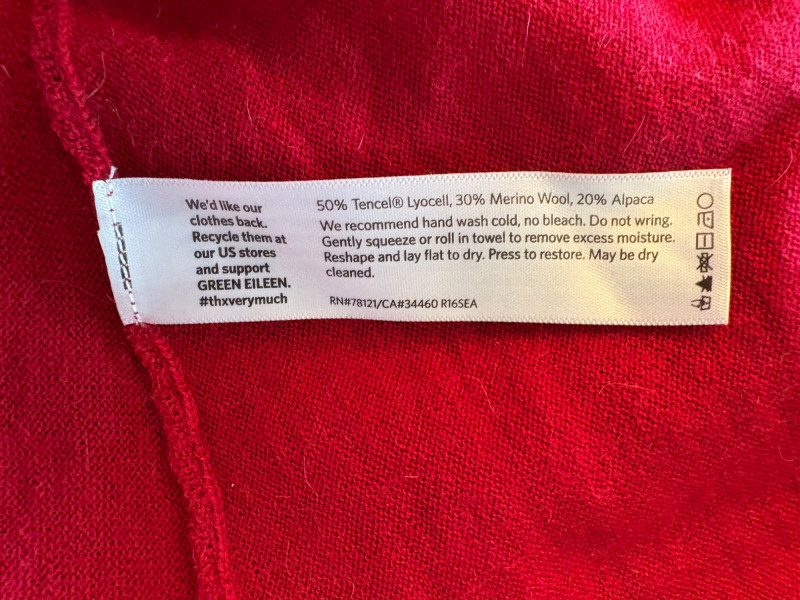 We'd like our
clothes back.
Recycle them at
our US stores
and support
GREEN EILEEN.
#thxverymuch
50% Tencel® Lyocell, 30% Merino Wool, 20% Alpaca
We recommend hand wash cold, no bleach. Do not wring.
Gently squeeze or roll in towel to remove excess moisture.
Reshape and lay flat to dry. Press to restore. May be dry
cleaned.
RN#78121/CA#34460 R16SEA